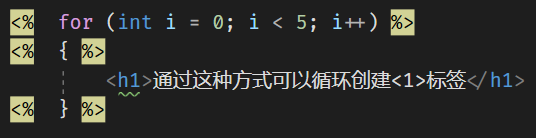 <%  for (int i = 0; i < 5; i++) %>
<%  { %>
        <h1>通过这种方式可以循环创建<1>标签</h1>
<%  } %>